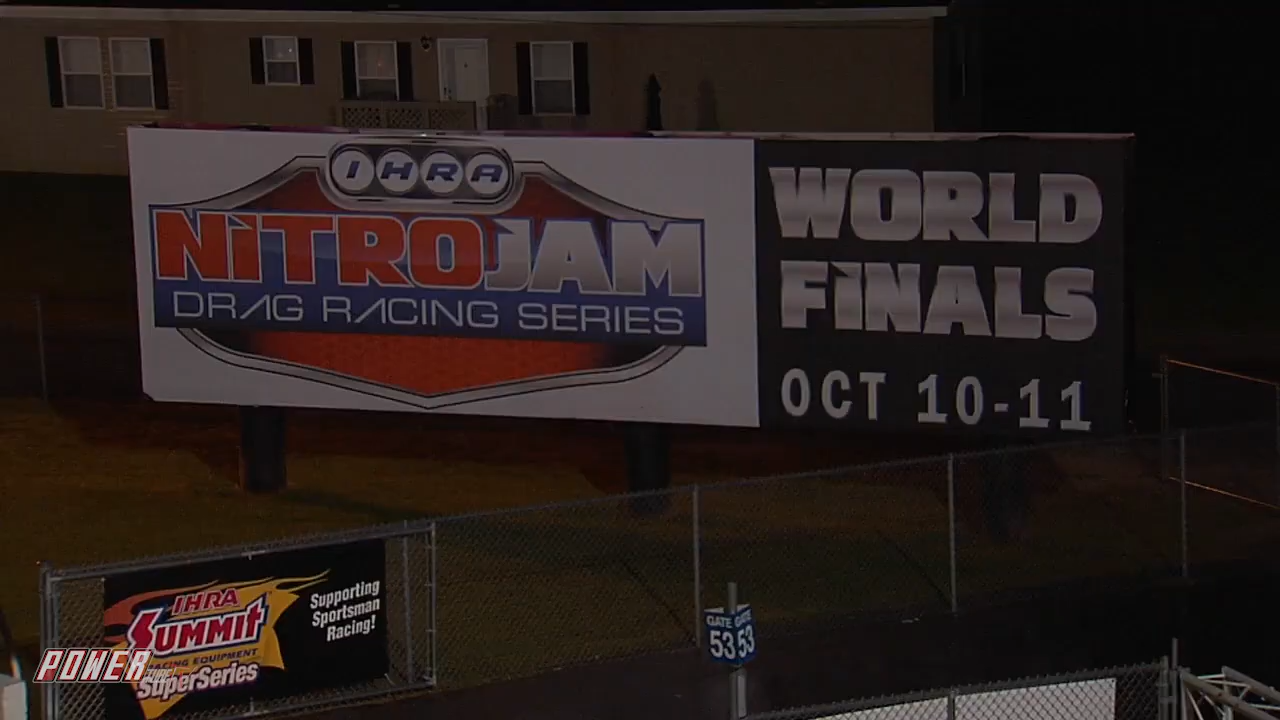 IHRA
NiTROJAM
DRAG RACING SERIES
WORLD
FiNALS
OCT 10-11
IHRA
SUMMIT
RACING EQUIPMENT
SuperSeries
Supporting
Sportsman
Racing!
GATE GATE
53 53
POWER